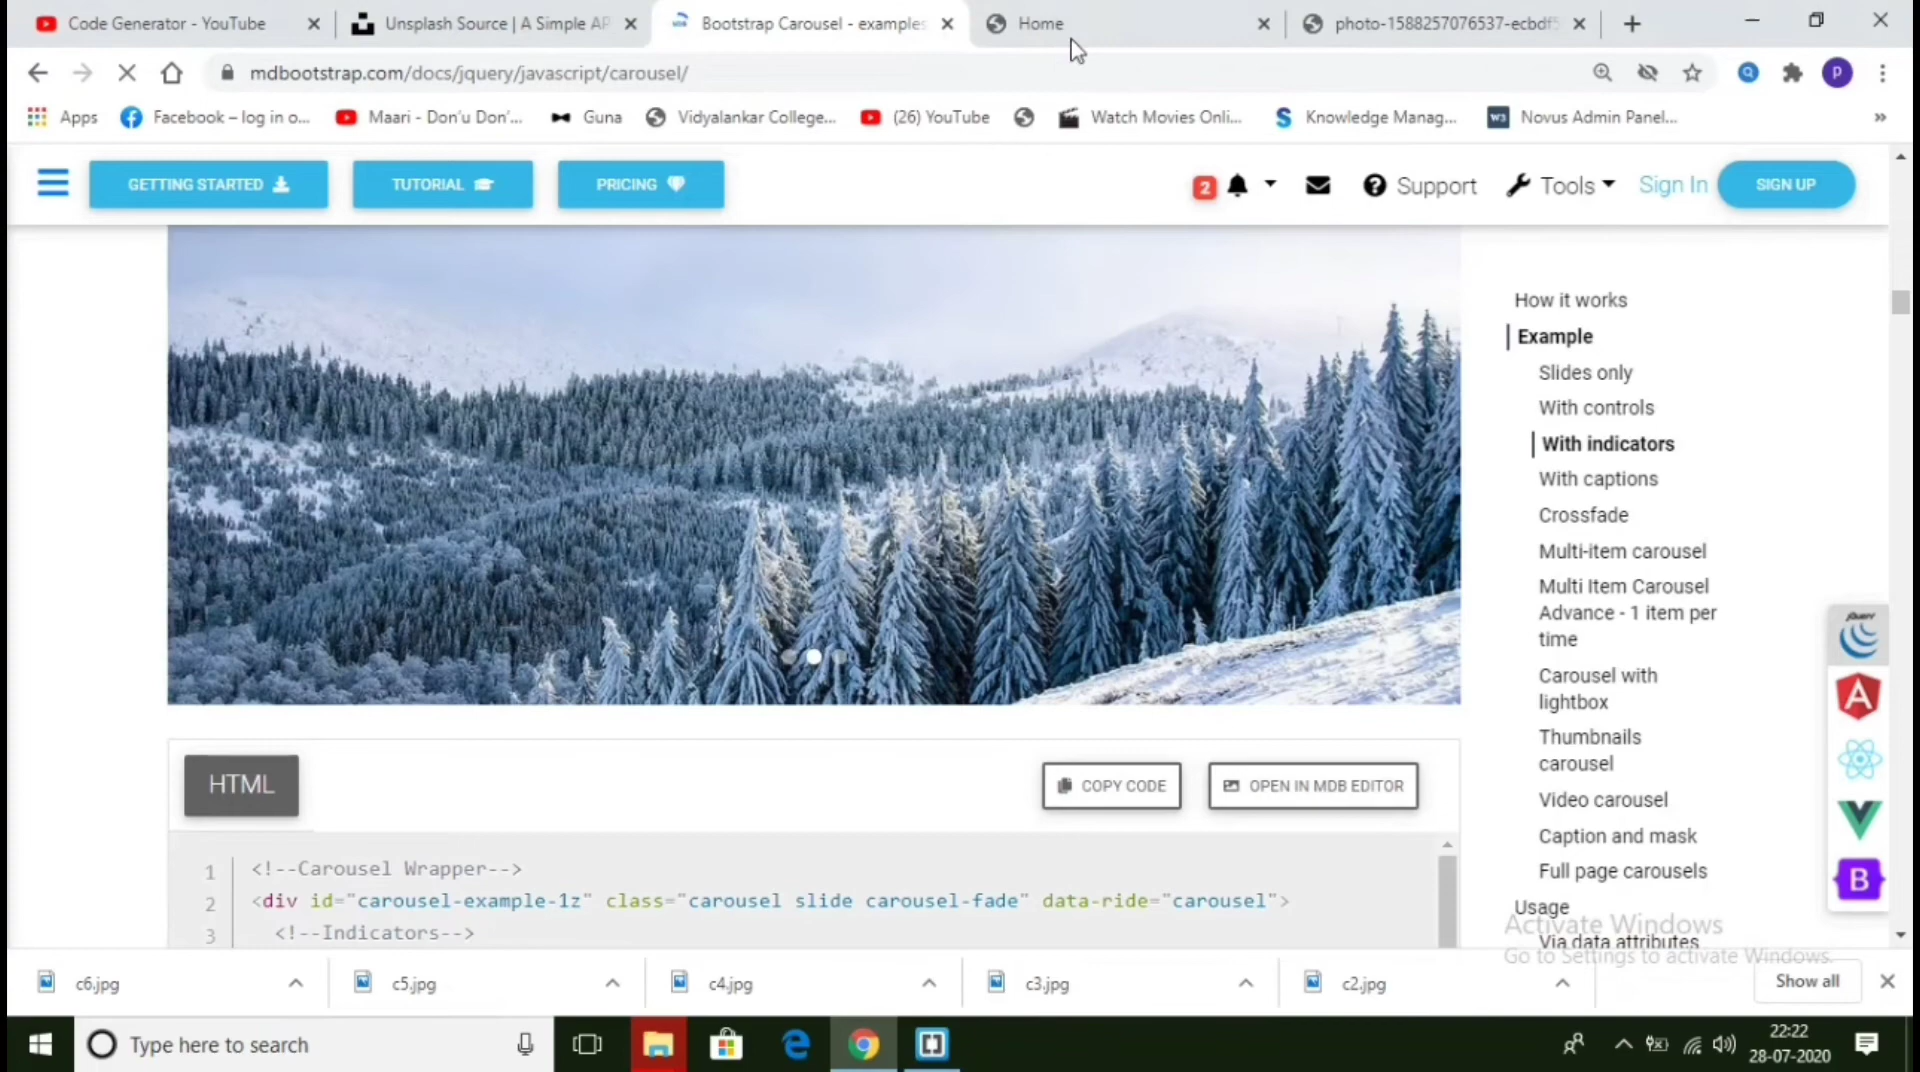 Code Generator - YouTube
Unsplash Source | A Simple AP
Bootstrap Carousel - examples
Home
photo-1588257076537-ecbdf5
mdbootstrap.com/docs/jquery/javascript/carousel/
P
Apps
Facebook – log in o...
Maari - Don'u Don'...
Guna
Vidyalankar College...
(26) YouTube
Watch Movies Onli...
Knowledge Manag...
Novus Admin Panel...
GETTING STARTED
TUTORIAL
PRICING
2
Support
Tools
Sign In
SIGN UP
How it works
Example
Slides only
With controls
With indicators
With captions
Crossfade
Multi-item carousel
Multi Item Carousel
Advance - 1 item per
time
Carousel with
lightbox
Thumbnails
carousel
Video carousel
Caption and mask
Full page carousels
Usage
Via data attributes
jQuery
HTML
COPY CODE
OPEN IN MDB EDITOR
1 <!--Carousel Wrapper-->
2 <div id="carousel-example-1z" class="carousel slide carousel-fade" data-ride="carousel">
3 <!--Indicators-->
Activate Windows
Go to Settings to activate Windows.
c6.jpg
c5.jpg
c4.jpg
c3.jpg
c2.jpg
Show all
Type here to search
22:22
28-07-2020